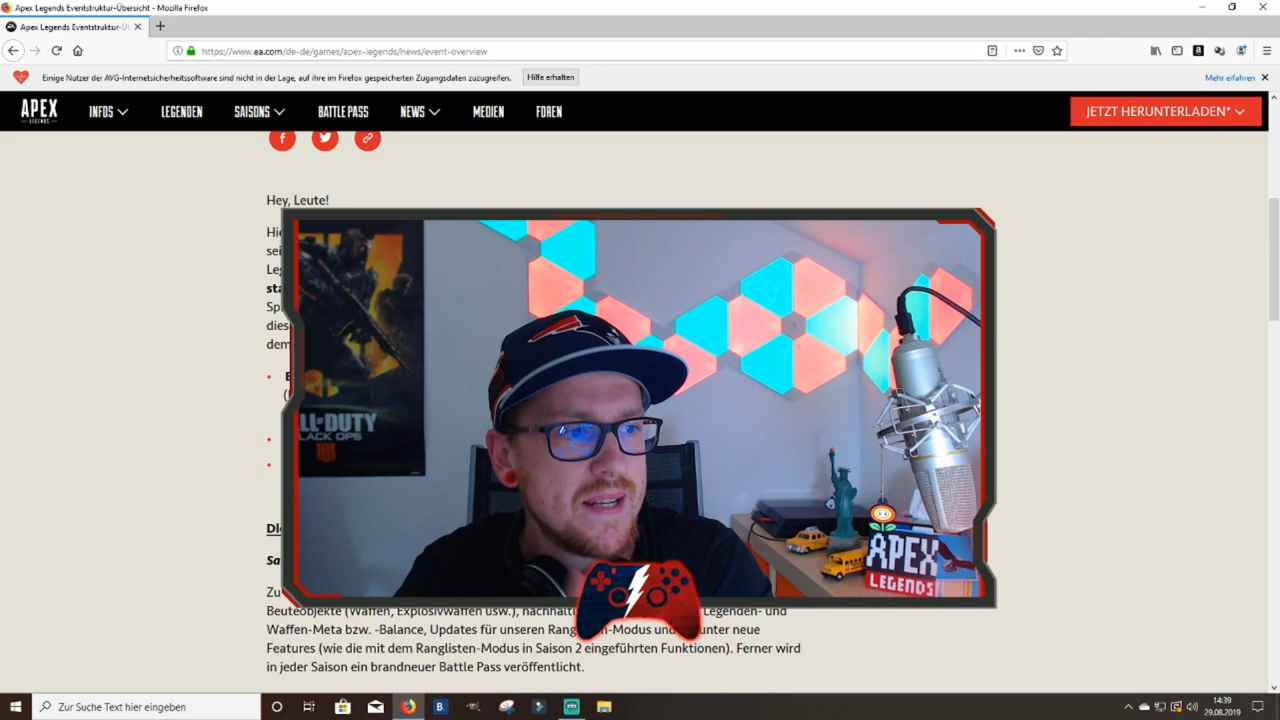 Apex Legends Eventstruktur-Übersicht - Mozilla Firefox
Apex Legends Eventstruktur-Üb
https://www.ea.com/de-de/games/apex-legends/news/event-overview
Einige Nutzer der AVG-Internetsicherheitssoftware sind nicht in der Lage, auf ihre im Firefox gespeicherten Zugangsdaten zuzugreifen. Hilfe erhalten Mehr erfahren
APEX LEGENDS INFOS LEGENDEN SAISONS BATTLE PASS NEWS MEDIEN FOREN JETZT HERUNTERLADEN*
Hey, Leute!
CALL OF DUTY
BLACK OPS
APEX
LEGENDS
Beuteobjekte (Waffen, Explosivwaffen usw.), Legenden- und
Waffen-Meta bzw. -Balance, Updates für unseren neue
Features (wie die mit dem Ranglisten-Modus in Saison 2 eingeführten Funktionen). Ferner wird
in jeder Saison ein brandneuer Battle Pass veröffentlicht.
Zur Suche Text hier eingeben
14:39
29.08.2019